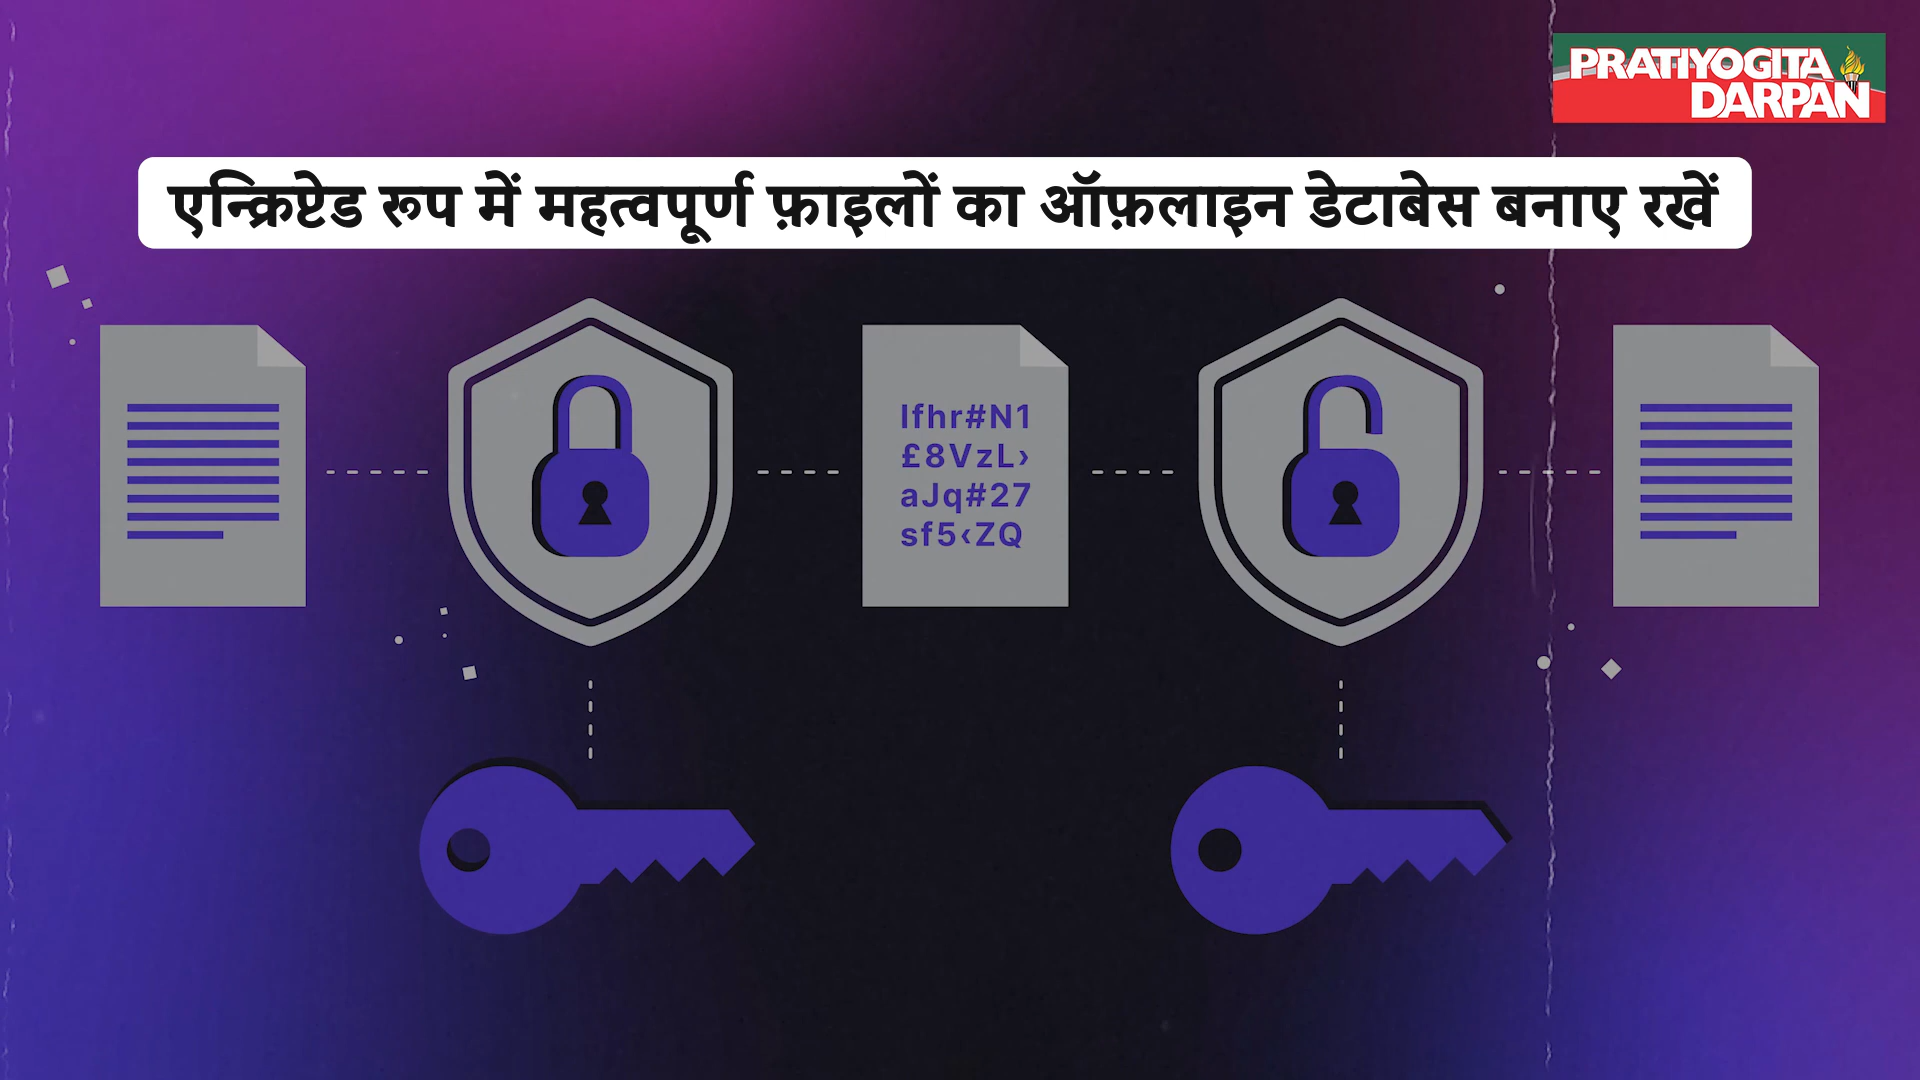 PRATIYOGITA
DARPAN
एन्क्रिप्टेड रूप में महत्वपूर्ण फ़ाइलों का ऑफ़लाइन डेटाबेस बनाए रखें
Ifhr#N1
£8VzL›
aJq#27
sf5‹ZQ